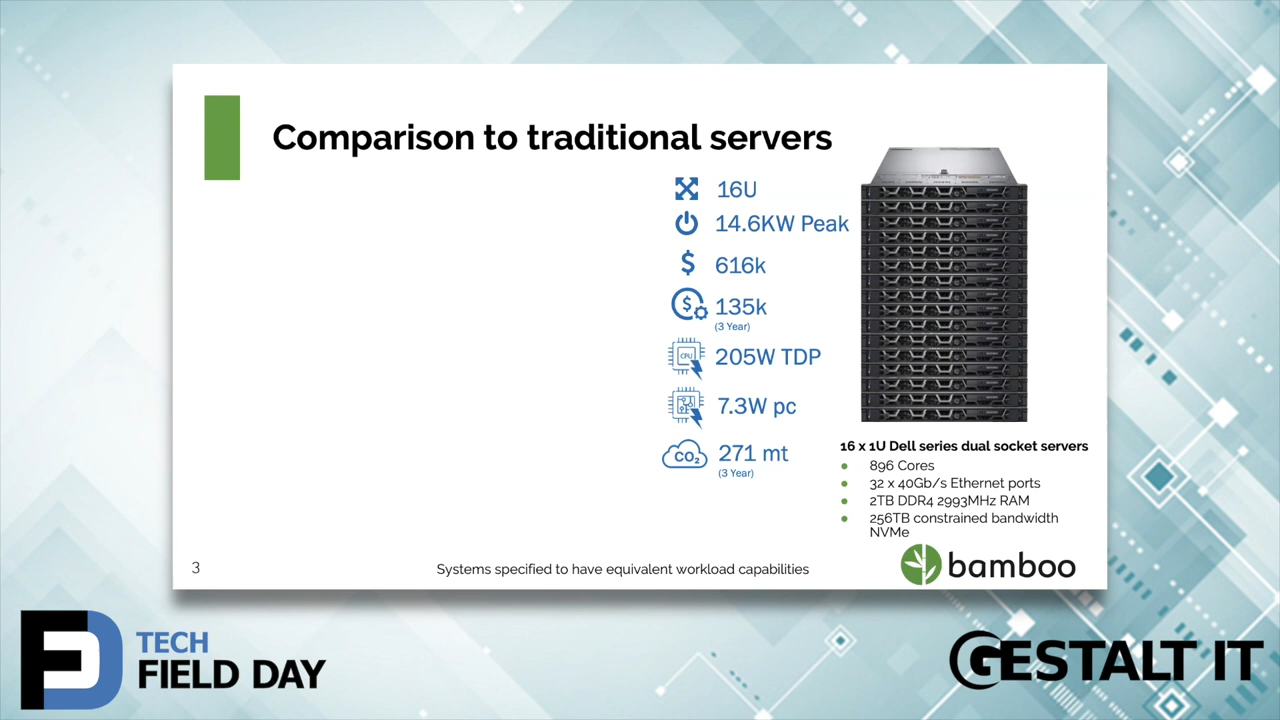 Comparison to traditional servers
16U
14.6KW Peak
$ 616k
$ 135k
(3 Year)
CPU 205W TDP
7.3W pc
CO₂ 271 mt
(3 Year)
16 x 1U Dell series dual socket servers
● 896 Cores
● 32 x 40Gb/s Ethernet ports
● 2TB DDR4 2993MHz RAM
● 256TB constrained bandwidth
NVMe
3
Systems specified to have equivalent workload capabilities
bamboo
TECH
FIELD DAY
GESTALT IT